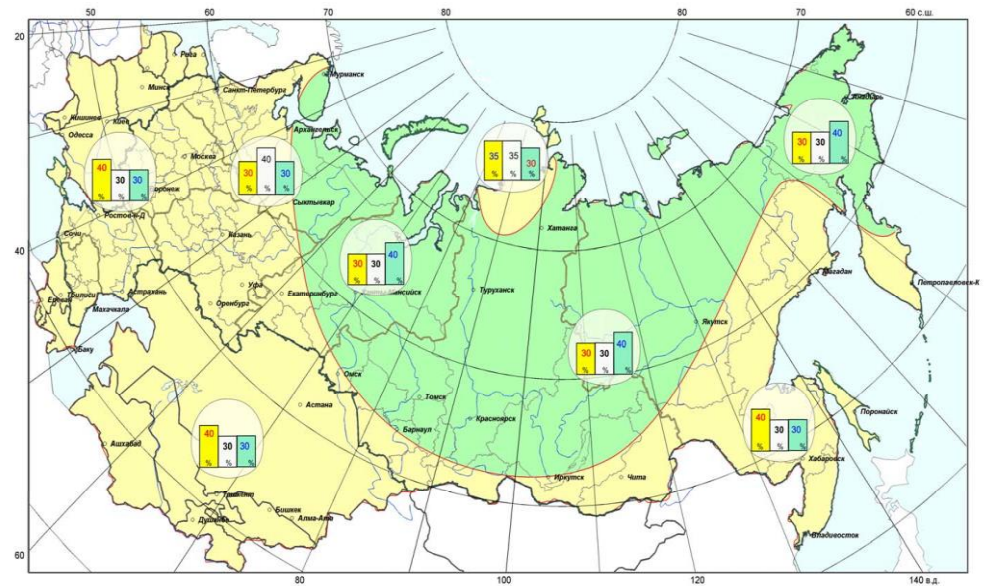 50 60 70 80 80 70 60 с.ш.
20
Рига
Мурманск
Минск
Санкт-Петербург
Анадырь
Кишинев
Киев
Одесса
Архангельск
30 30 40
% % %
35 35 30
% % %
Москва
40
30 30
% % %
40 30 30
% % %
оронеж
Сыктывкар
Ростов-н-Д
Сочи
Казань
Хатанга
40
30 30 40
% % %
Магадан
Уфа
Петропавловск-К
Тбилиси
Астрахань
Екатеринбург
нсийск
Туруханск
Ереван
Оренбург
Махачкала
Якутск
30 30 40
% % %
Баку
Омск
Томск
Астана
Поронайск
Красноярск
40 30 30
% % %
Барнаул
40 30 30
% % %
Ашхабад
Хабаровск
Иркутск
Чита
Ташкент
Бишкек
Душанбе
Алма-Ата
Владивосток
60
80 100 120 140 в.д.